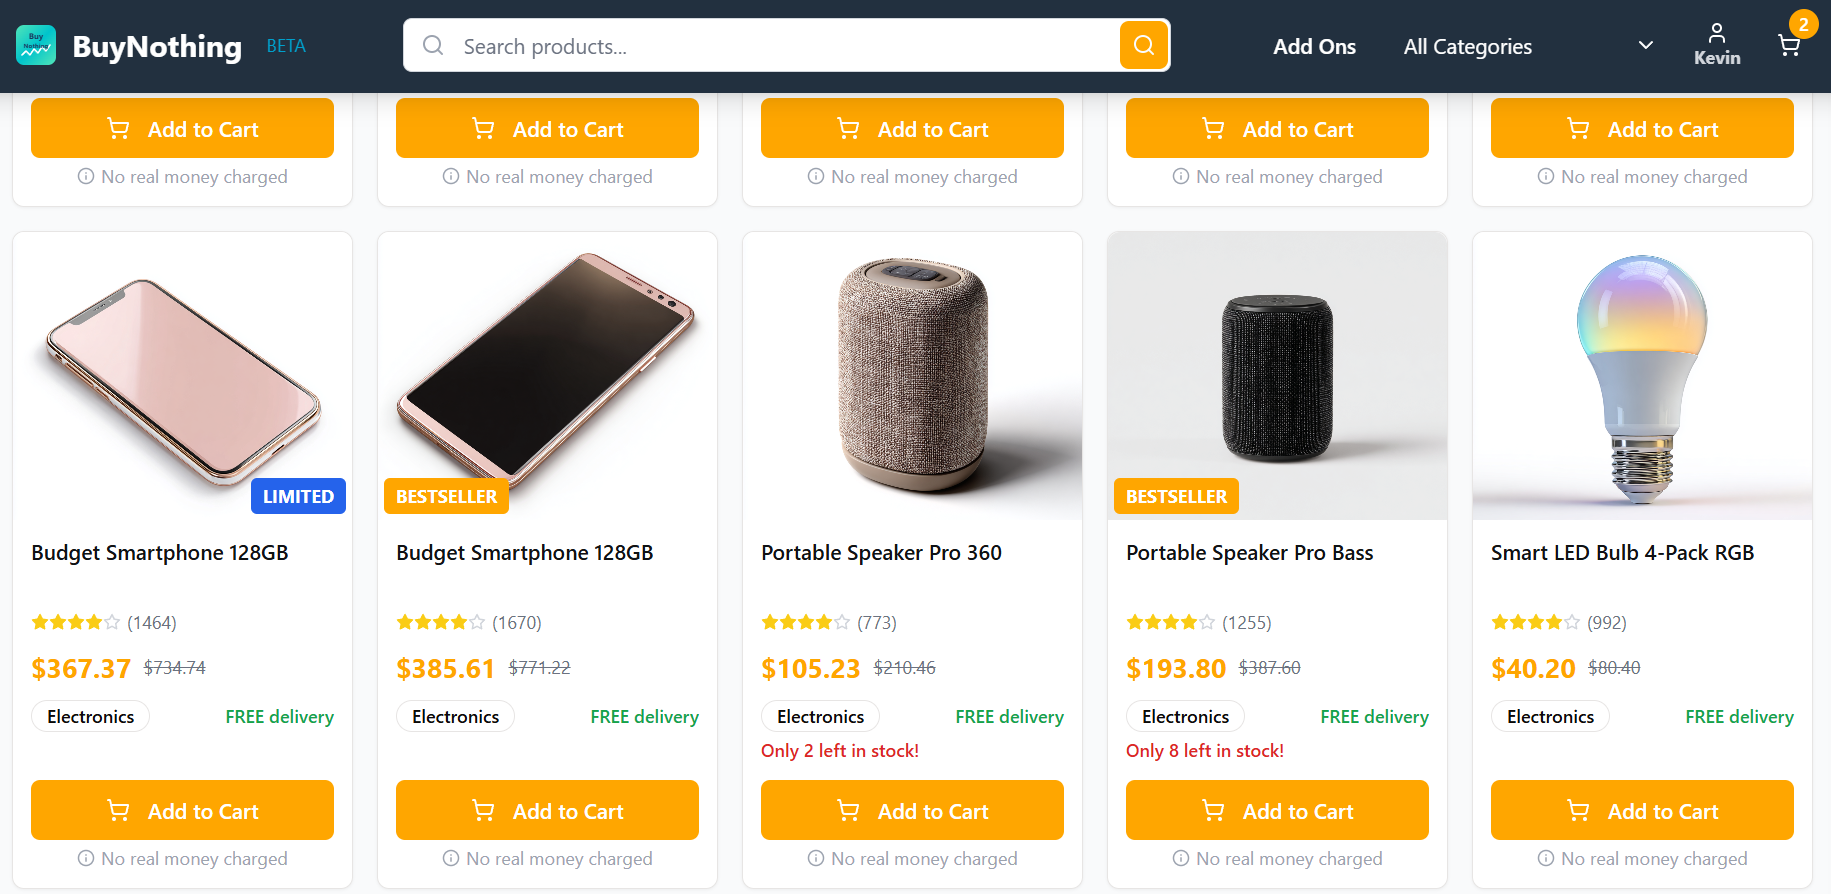 Buy
Nothing
BuyNothing BETA
Search products...
Add Ons
All Categories
Kevin
2
Add to Cart
No real money charged
Add to Cart
No real money charged
Add to Cart
No real money charged
Add to Cart
No real money charged
Add to Cart
No real money charged
LIMITED
Budget Smartphone 128GB
(1464)
$367.37 $734.74
Electronics FREE delivery
Add to Cart
No real money charged
BESTSELLER
Budget Smartphone 128GB
(1670)
$385.61 $771.22
Electronics FREE delivery
Add to Cart
No real money charged
Portable Speaker Pro 360
(773)
$105.23 $210.46
Electronics FREE delivery
Only 2 left in stock!
Add to Cart
No real money charged
BESTSELLER
Portable Speaker Pro Bass
(1255)
$193.80 $387.60
Electronics FREE delivery
Only 8 left in stock!
Add to Cart
No real money charged
Smart LED Bulb 4-Pack RGB
(992)
$40.20 $80.40
Electronics FREE delivery
Add to Cart
No real money charged